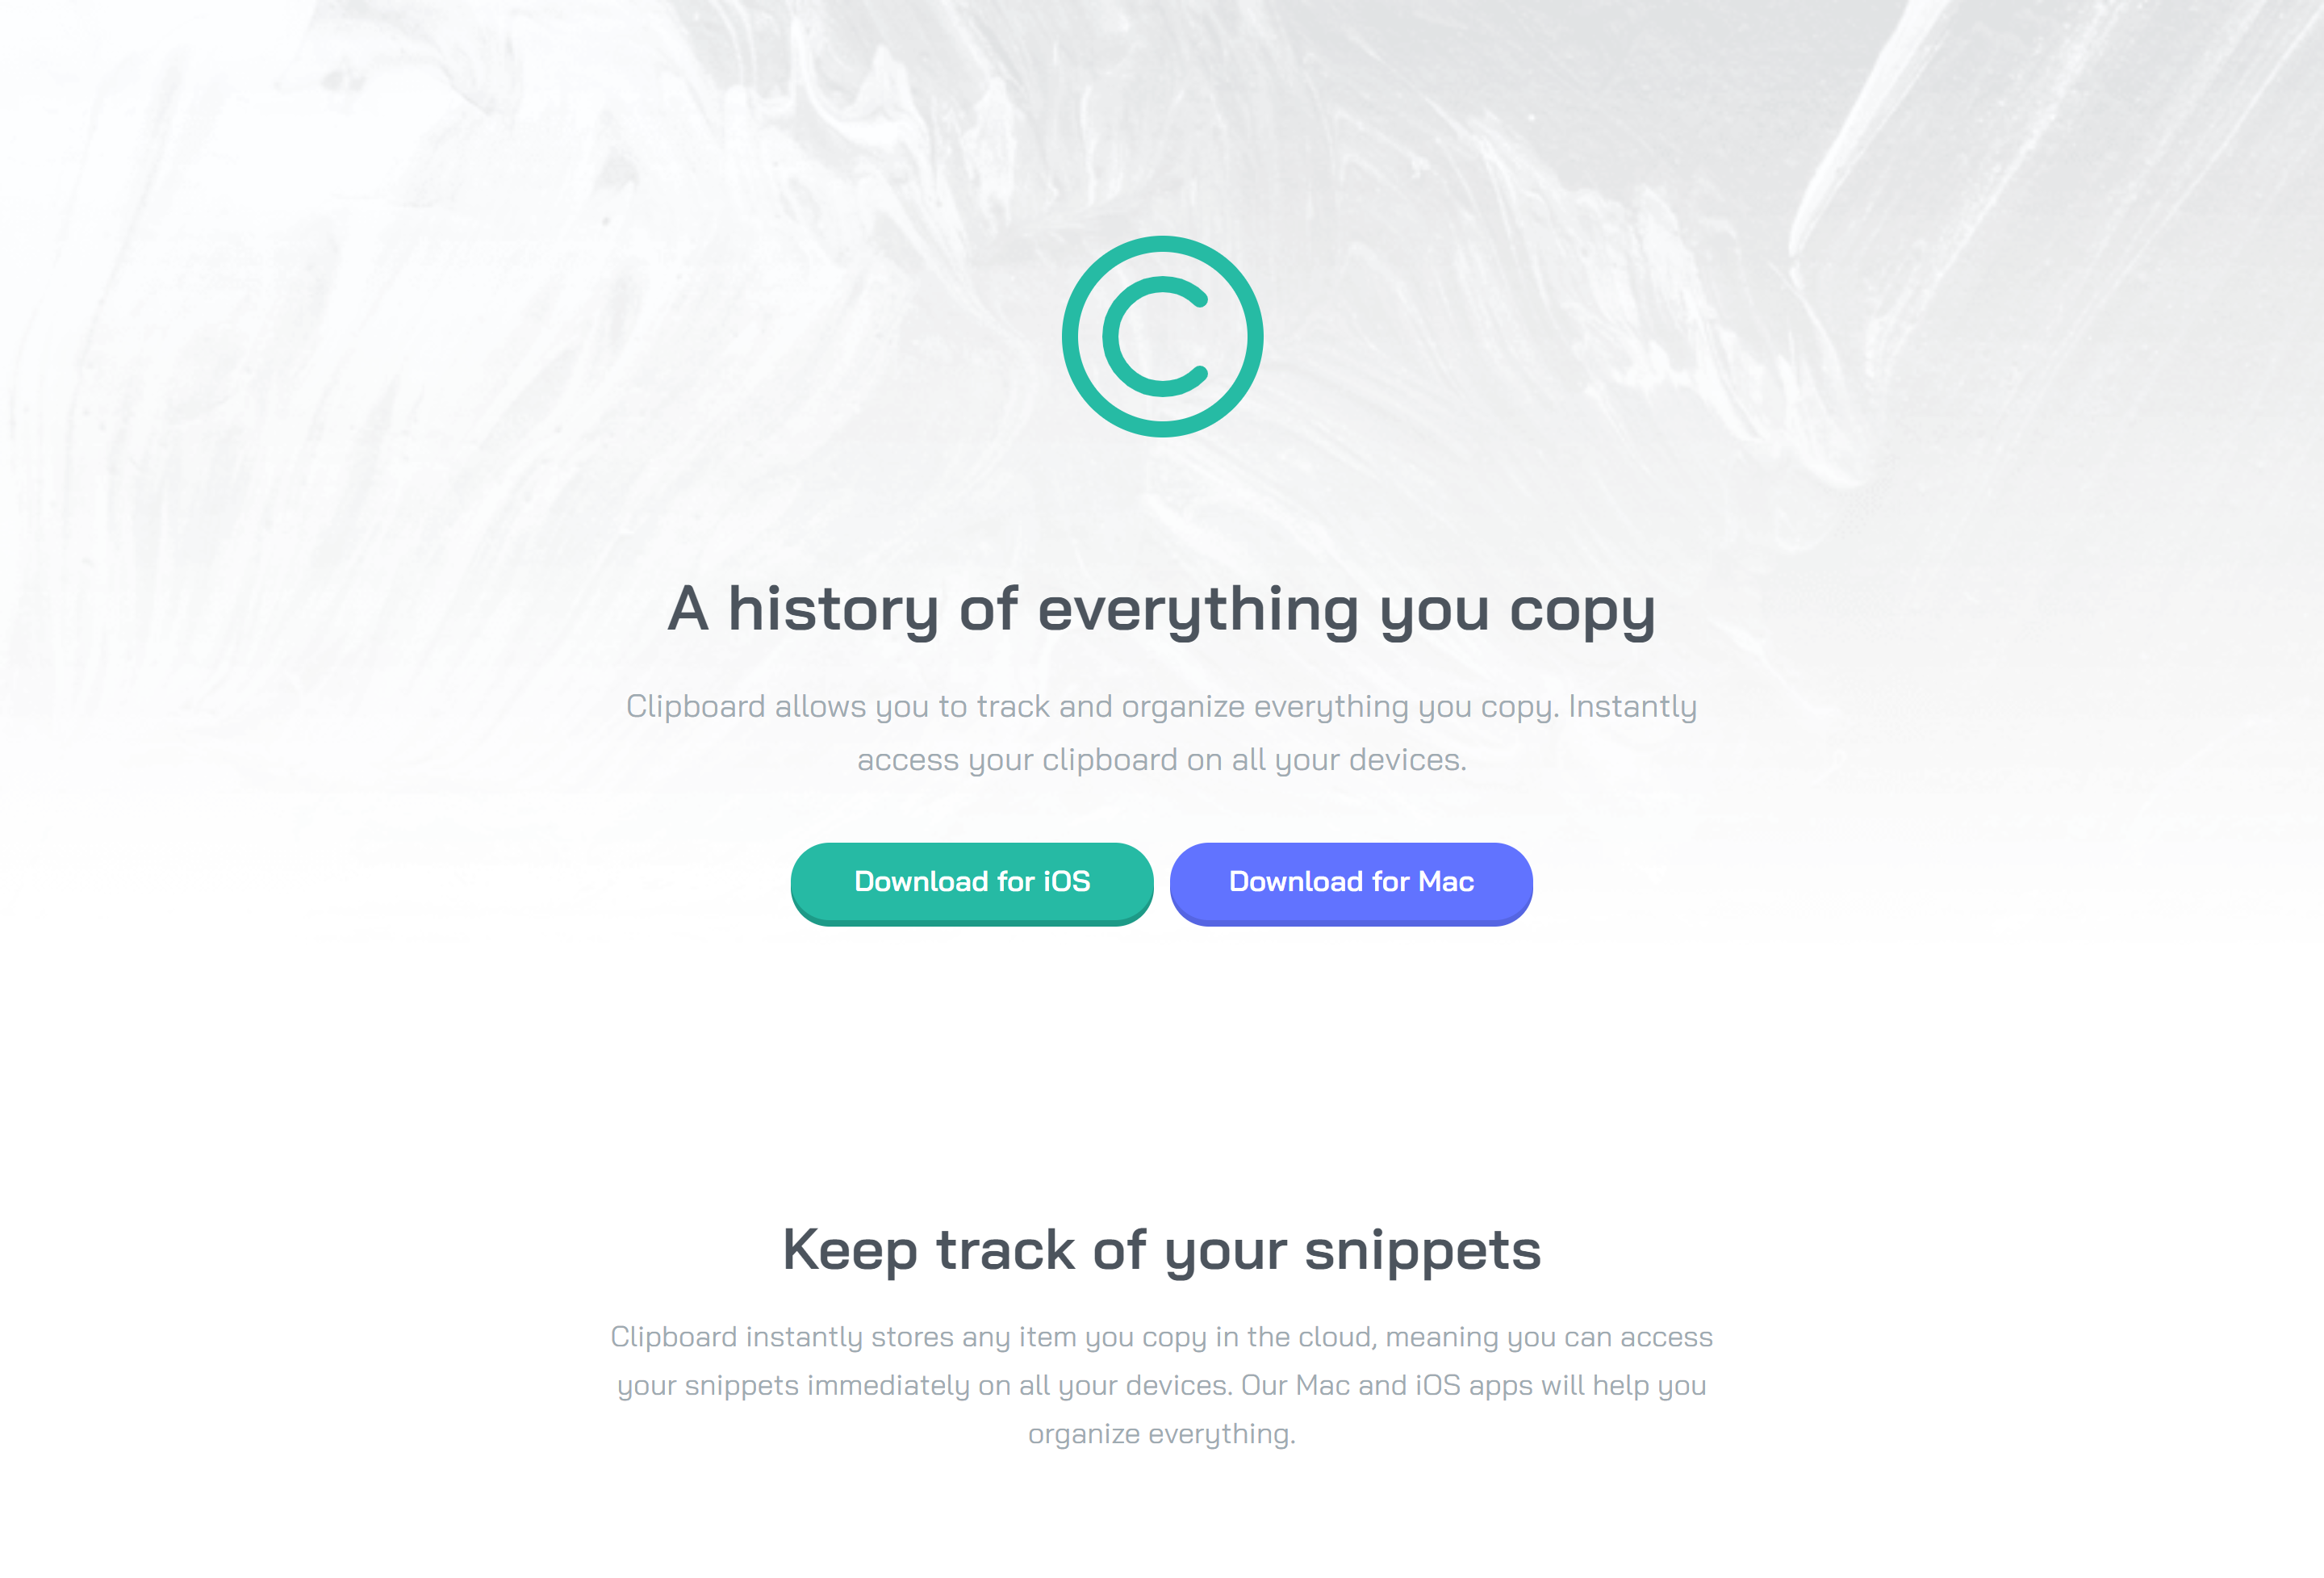 C
A history of everything you copy
Clipboard allows you to track and organize everything you copy. Instantly
access your clipboard on all your devices.
Download for iOS
Download for Mac
Keep track of your snippets
Clipboard instantly stores any item you copy in the cloud, meaning you can access
your snippets immediately on all your devices. Our Mac and iOS apps will help you
organize everything.